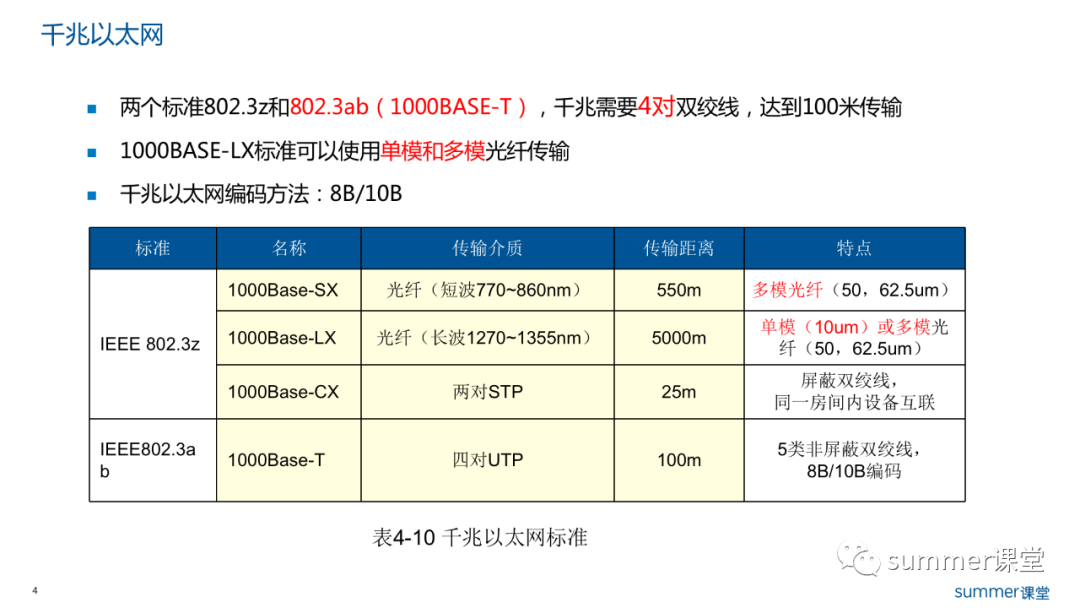 千兆以太网
两个标准802.3z和802.3ab（1000BASE-T），千兆需要4对双绞线，达到100米传输
1000BASE-LX标准可以使用单模和多模光纤传输
千兆以太网编码方法：8B/10B
标准 名称 传输介质 传输距离 特点
IEEE 802.3z
1000Base-SX 光纤（短波770~860nm） 550m 多模光纤（50，62.5um）
1000Base-LX 光纤（长波1270~1355nm） 5000m 单模（10um）或多模光
纤（50，62.5um）
1000Base-CX 两对STP 25m 屏蔽双绞线，
同一房间内设备互联
IEEE802.3a
b
1000Base-T 四对UTP 100m 5类非屏蔽双绞线，
8B/10B编码
表4-10 千兆以太网标准
summer课堂
4
summer课堂